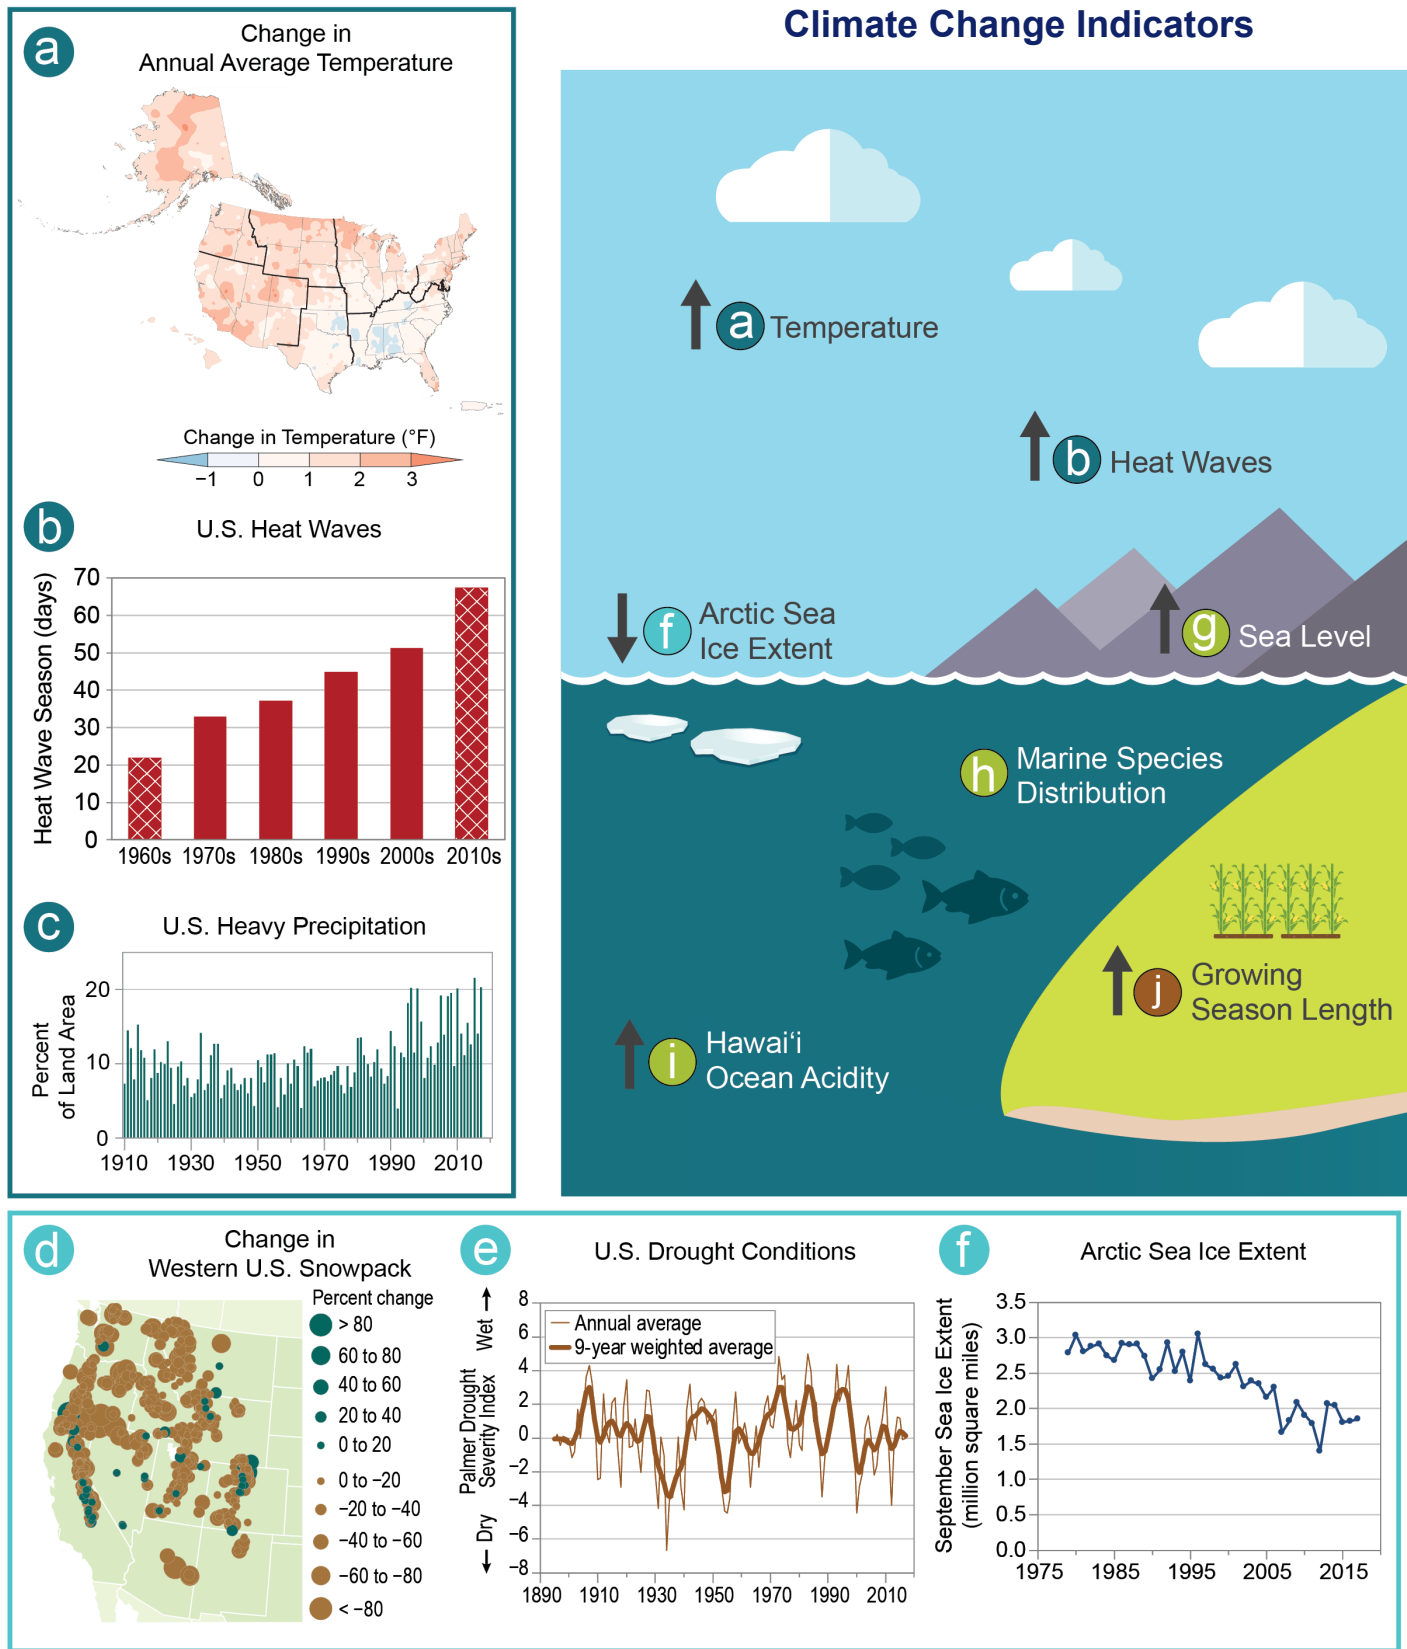 Climate Change Indicators
a
Change in
Annual Average Temperature
Change in Temperature (°F)
−1 0 1 2 3
b
U.S. Heat Waves
Heat Wave Season (days)
70
60
50
40
30
20
10
0
1960s 1970s 1980s 1990s 2000s 2010s
c
U.S. Heavy Precipitation
Percent
of Land Area
20
10
0
1910 1930 1950 1970 1990 2010
a Temperature
b Heat Waves
f Arctic Sea
Ice Extent
g Sea Level
h Marine Species
Distribution
j Growing
Season Length
i Hawaiʻi
Ocean Acidity
d
Change in
Western U.S. Snowpack
Percent change
> 80
60 to 80
40 to 60
20 to 40
0 to 20
0 to −20
−20 to −40
−40 to −60
−60 to −80
< −80
e
U.S. Drought Conditions
Wet
Palmer Drought
Severity Index
Dry
8
6
4
2
0
−2
−4
−6
−8
Annual average
9-year weighted average
1890 1910 1930 1950 1970 1990 2010
f
Arctic Sea Ice Extent
September Sea Ice Extent
(million square miles)
3.5
3.0
2.5
2.0
1.5
1.0
0.5
0.0
1975 1985 1995 2005 2015